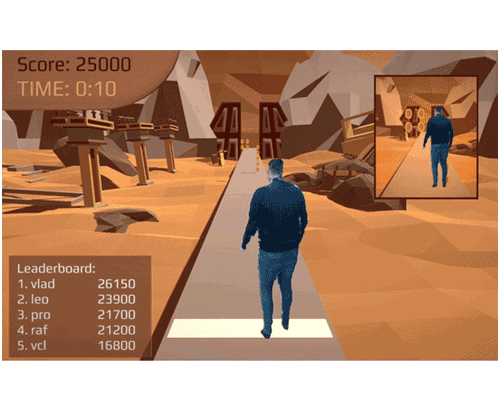 Score: 25000
TIME: 0:10
Leaderboard:
1. vlad 26150
2. leo 23900
3. pro 21700
4. raf 21200
5. vcl 16800